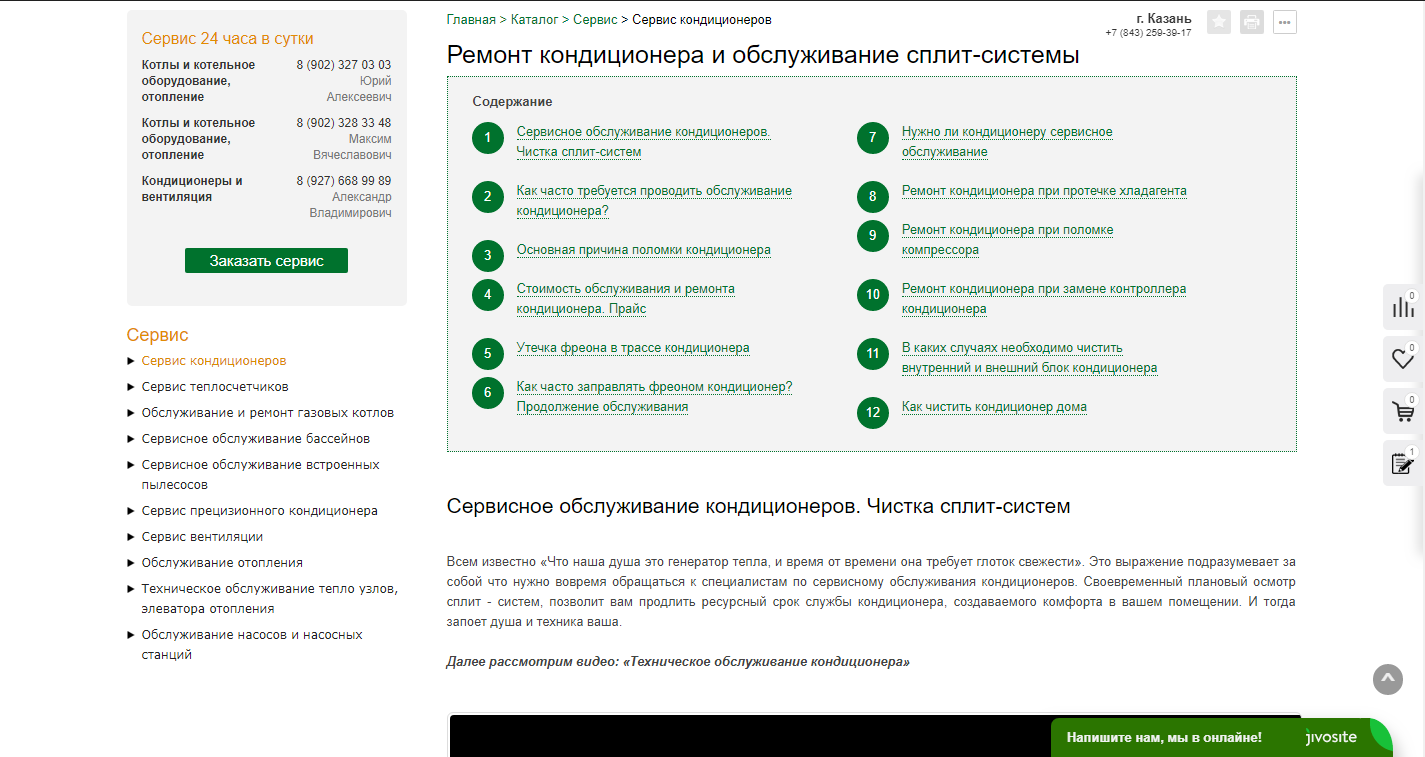 Сервис 24 часа в сутки
Котлы и котельное 8 (902) 327 03 03
оборудование, Юрий
отопление Алексеевич
Котлы и котельное 8 (902) 328 33 48
оборудование, Максим
отопление Вячеславович
Кондиционеры и 8 (927) 668 99 89
вентиляция Александр
Владимирович
Заказать сервис
Сервис
Сервис кондиционеров
Сервис теплосчетчиков
Обслуживание и ремонт газовых котлов
Сервисное обслуживание бассейнов
Сервисное обслуживание встроенных
пылесосов
Сервис прецизионного кондиционера
Сервис вентиляции
Обслуживание отопления
Техническое обслуживание тепло узлов,
элеватора отопления
Обслуживание насосов и насосных
станций
Главная > Каталог > Сервис > Сервис кондиционеров
г. Казань
+7 (843) 259-39-17
Ремонт кондиционера и обслуживание сплит-системы
Содержание
1 Сервисное обслуживание кондиционеров.
Чистка сплит-систем
2 Как часто требуется проводить обслуживание
кондиционера?
3 Основная причина поломки кондиционера
4 Стоимость обслуживания и ремонта
кондиционера. Прайс
5 Утечка фреона в трассе кондиционера
6 Как часто заправлять фреоном кондиционер?
Продолжение обслуживания
7 Нужно ли кондиционеру сервисное
обслуживание
8 Ремонт кондиционера при протечке хладагента
9 Ремонт кондиционера при поломке
компрессора
10 Ремонт кондиционера при замене контроллера
кондиционера
11 В каких случаях необходимо чистить
внутренний и внешний блок кондиционера
12 Как чистить кондиционер дома
Сервисное обслуживание кондиционеров. Чистка сплит-систем
Всем известно «Что наша душа это генератор тепла, и время от времени она требует глоток свежести». Это выражение подразумевает за
собой что нужно вовремя обращаться к специалистам по сервисному обслуживания кондиционеров. Своевременный плановый осмотр
сплит - систем, позволит вам продлить ресурсный срок службы кондиционера, создаваемого комфорта в вашем помещении. И тогда
запоет душа и техника ваша.
Далее рассмотрим видео: «Техническое обслуживание кондиционера»
0
0
0
1
Напишите нам, мы в онлайне! jivosite